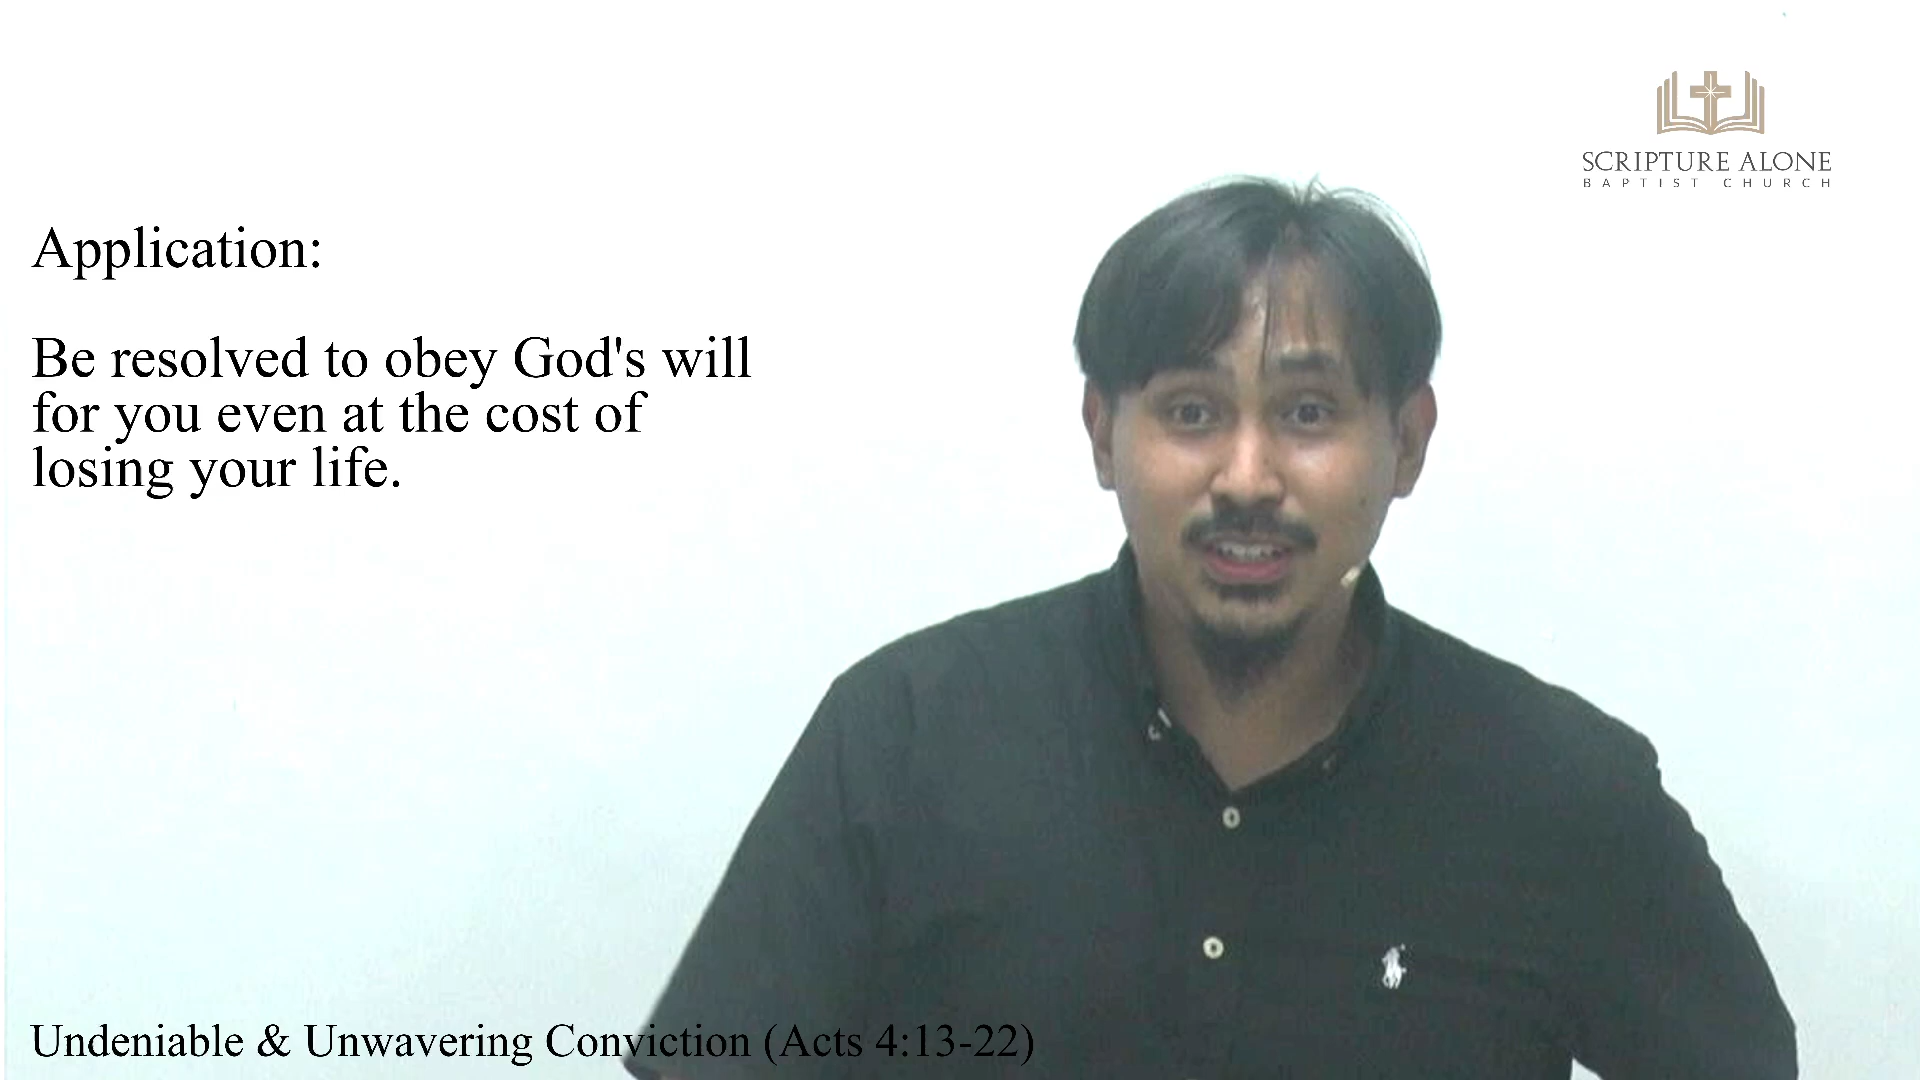 SCRIPTURE ALONE
BAPTIST CHURCH
Application:
Be resolved to obey God's will
for you even at the cost of
losing your life.
Undeniable & Unwavering Conviction (Acts 4:13-22)